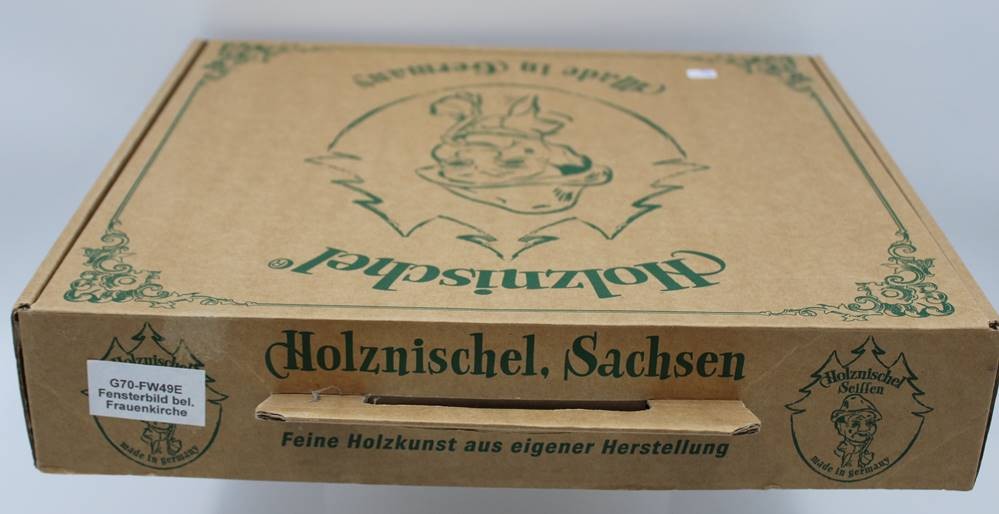 Made in Germany
Holznischel®
Holznischel, Sachsen
Holznischel
G70-FW49E
Fensterbild bel.
Frauenkirche
made in germany
Feine Holzkunst aus eigener Herstellung
Holznischel
Seiffen
made in germany